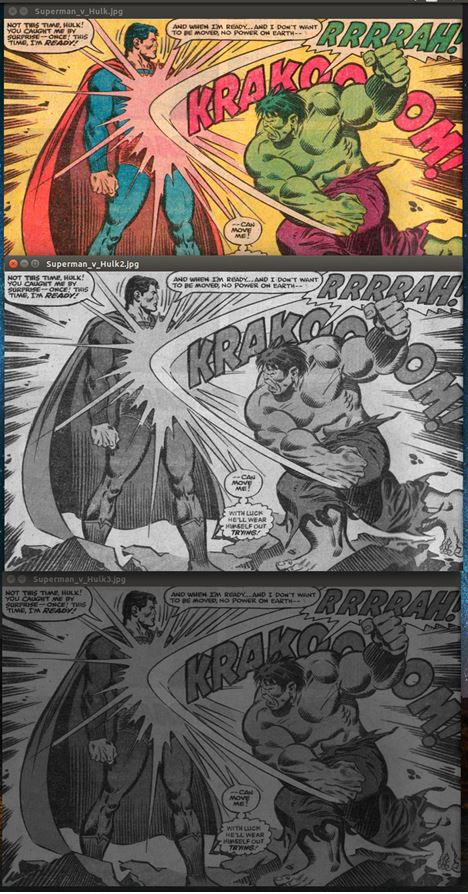 Superman_v_Hulk.jpg
NOT THIS TIME, HULK!
YOU CAUGHT ME BY
SURPRISE--ONCE! THIS
TIME, I'M READY!
AND WHEN I'M READY...AND I DON'T WANT
TO BE MOVED, NO POWER ON EARTH--
RRRRAH!
KRAKOOOOM!
--CAN
MOVE
ME!
Superman_v_Hulk2.jpg
NOT THIS TIME, HULK!
YOU CAUGHT ME BY
SURPRISE--ONCE! THIS
TIME, I'M READY!
AND WHEN I'M READY...AND I DON'T WANT
TO BE MOVED, NO POWER ON EARTH--
RRRRAH!
KRAKOOOOM!
--CAN
MOVE
ME!
WITH LUCK
HE'LL WEAR
HIMSELF OUT
TRYING!
Superman_v_Hulk3.jpg
NOT THIS TIME, HULK!
YOU CAUGHT ME BY
SURPRISE--ONCE! THIS
TIME, I'M READY!
AND WHEN I'M READY...AND I DON'T WANT
TO BE MOVED, NO POWER ON EARTH--
RRRRAH!
KRAKOOOOM!
--CAN
MOVE
ME!
WITH LUCK
HE'LL WEAR
HIMSELF OUT
TRYING!